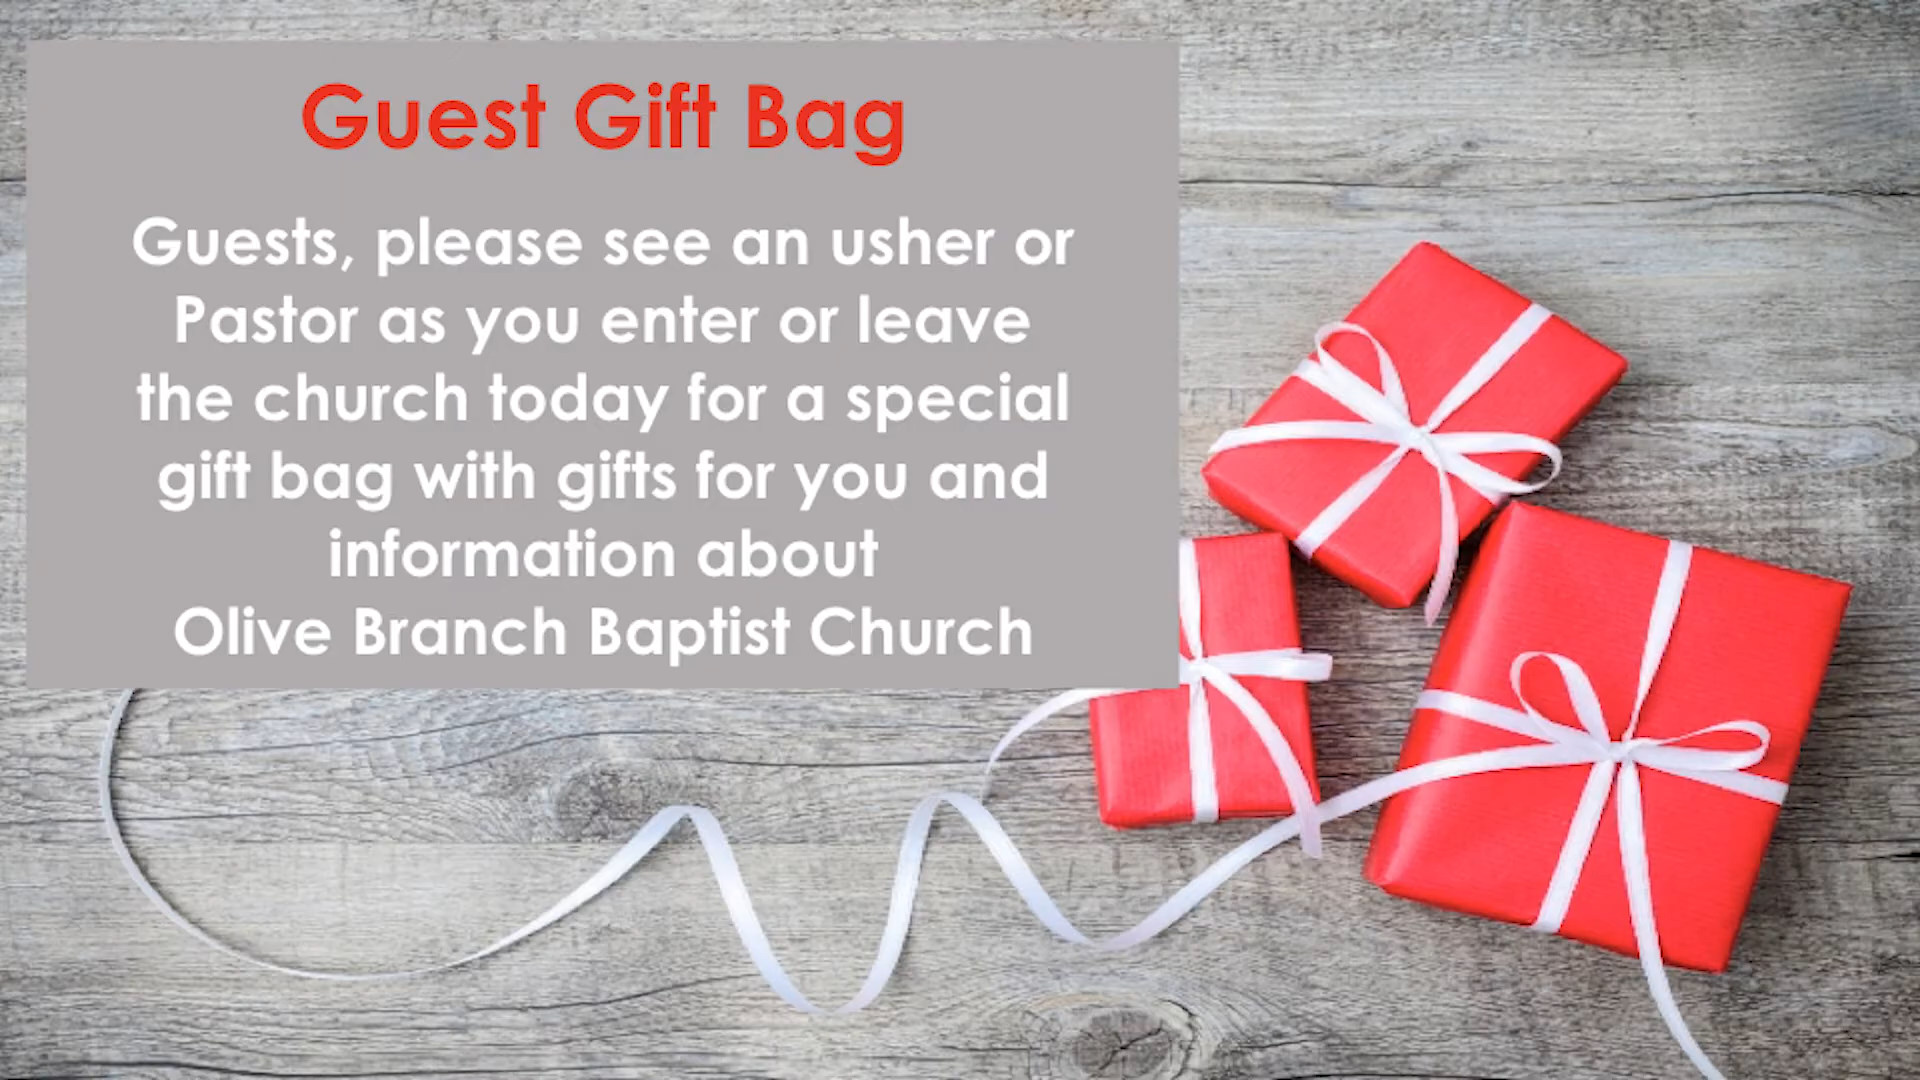 Guest Gift Bag
Guests, please see an usher or
Pastor as you enter or leave
the church today for a special
gift bag with gifts for you and
information about
Olive Branch Baptist Church